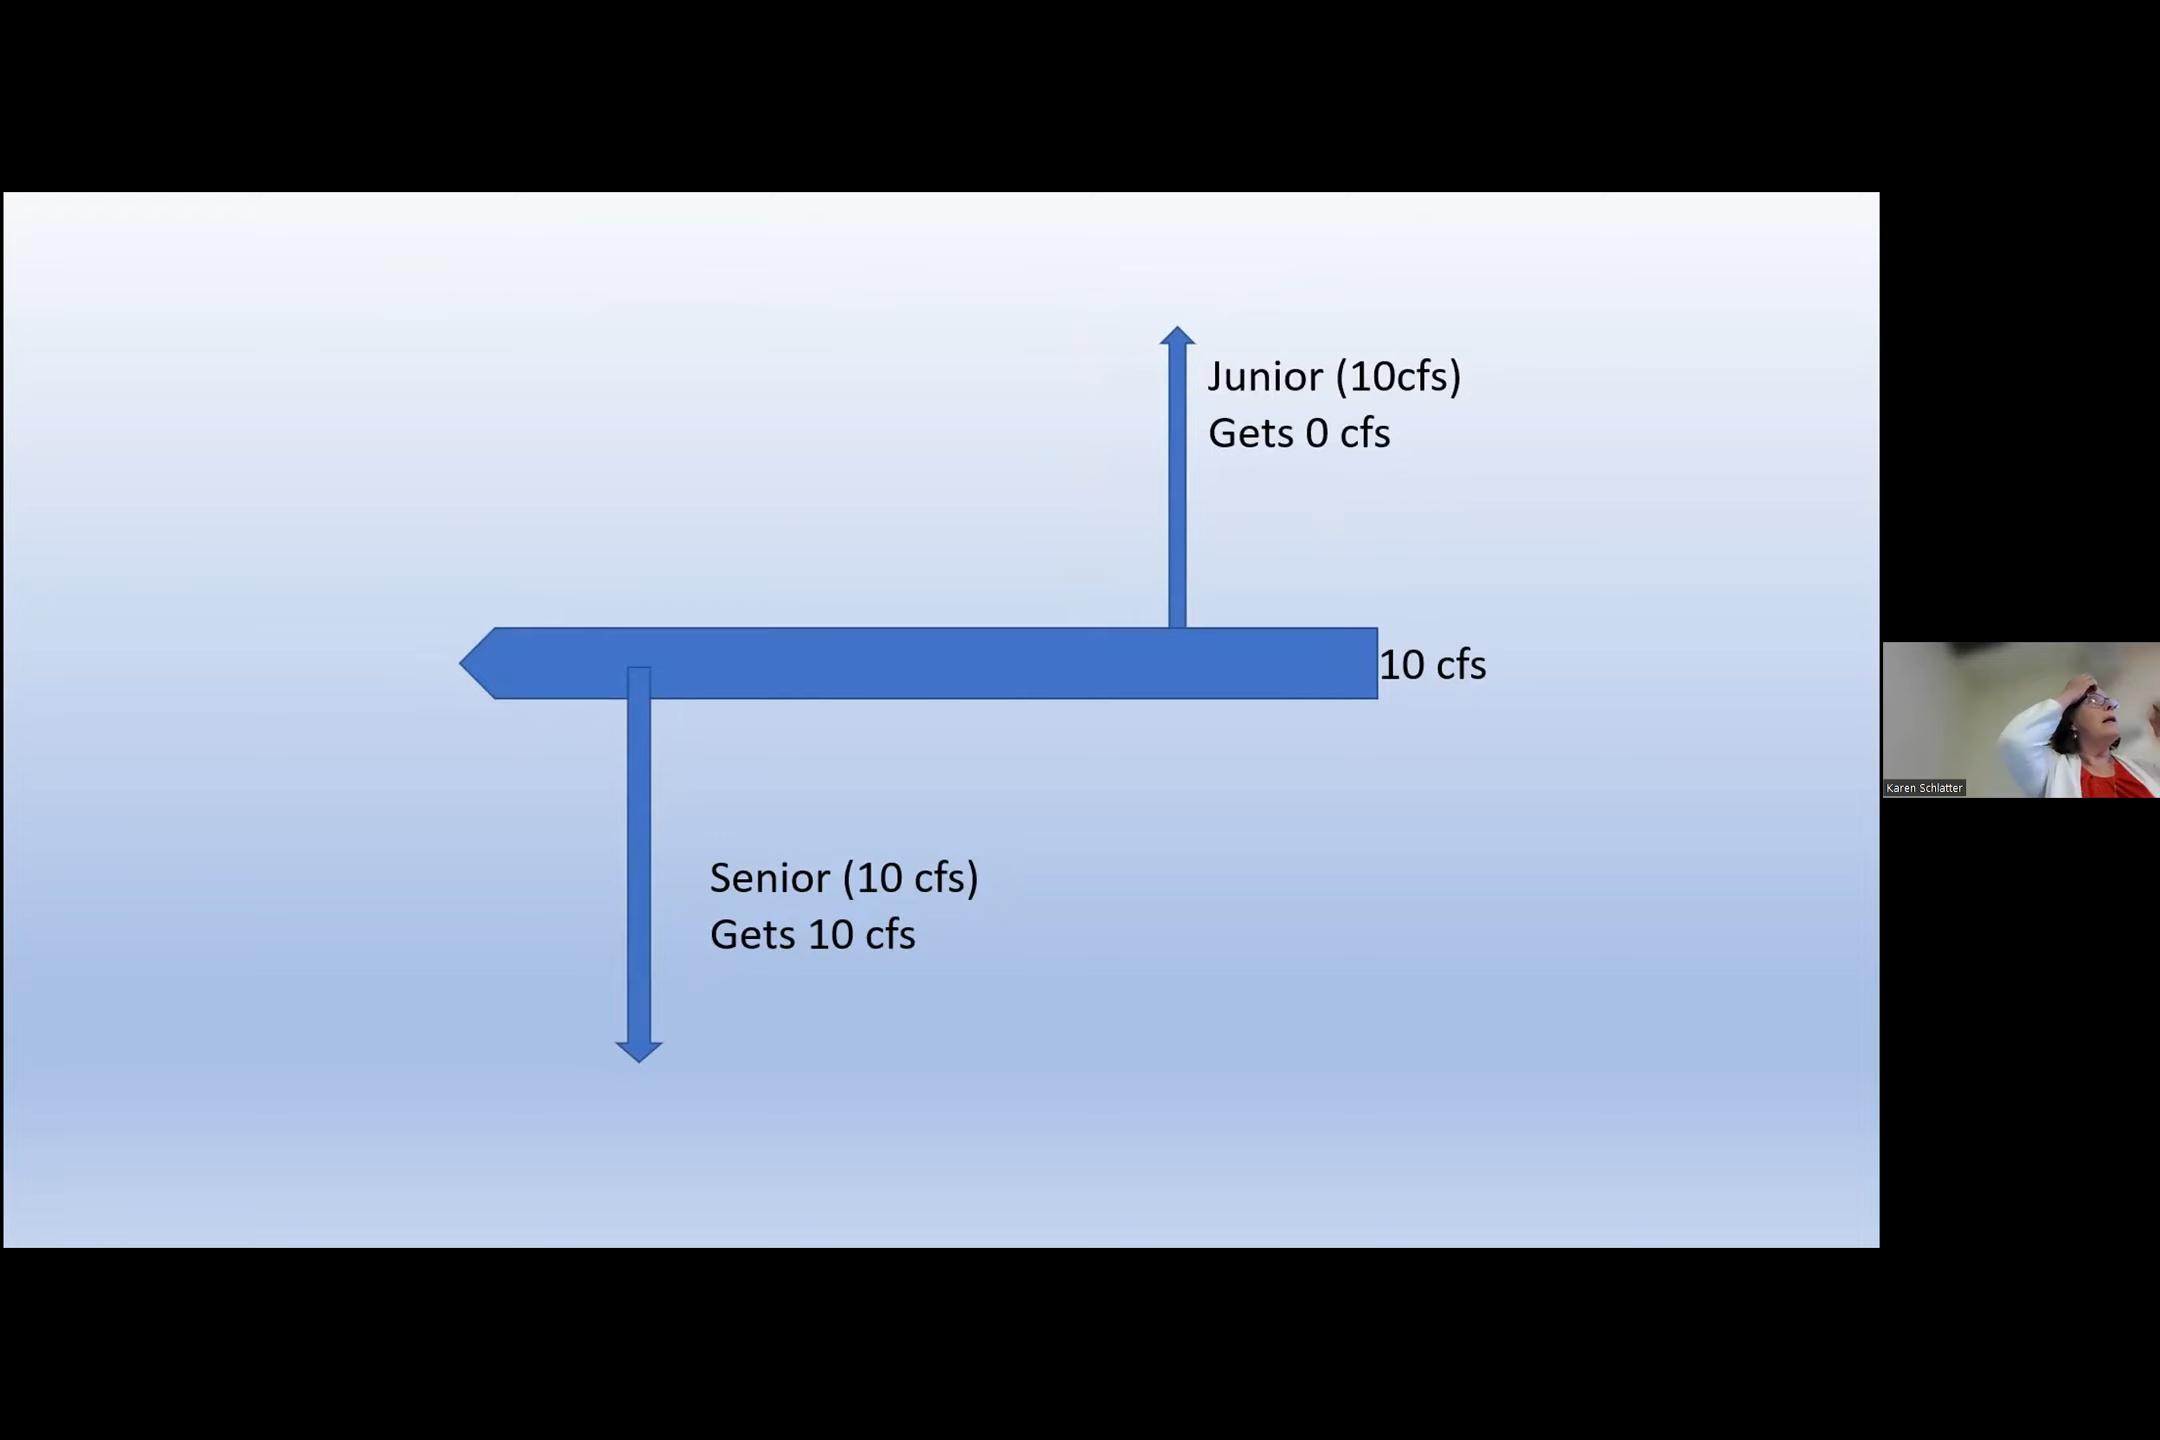 Junior (10cfs)
Gets 0 cfs
10 cfs
Senior (10 cfs)
Gets 10 cfs
Karen Schlatter